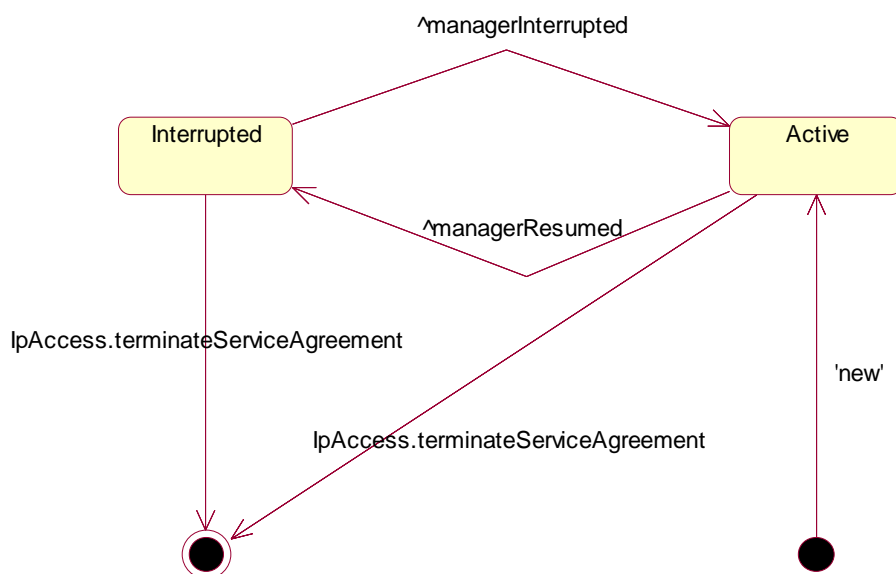 ^managerInterrupted
Interrupted
Active
^managerResumed
IpAccess.terminateServiceAgreement
'new'
IpAccess.terminateServiceAgreement